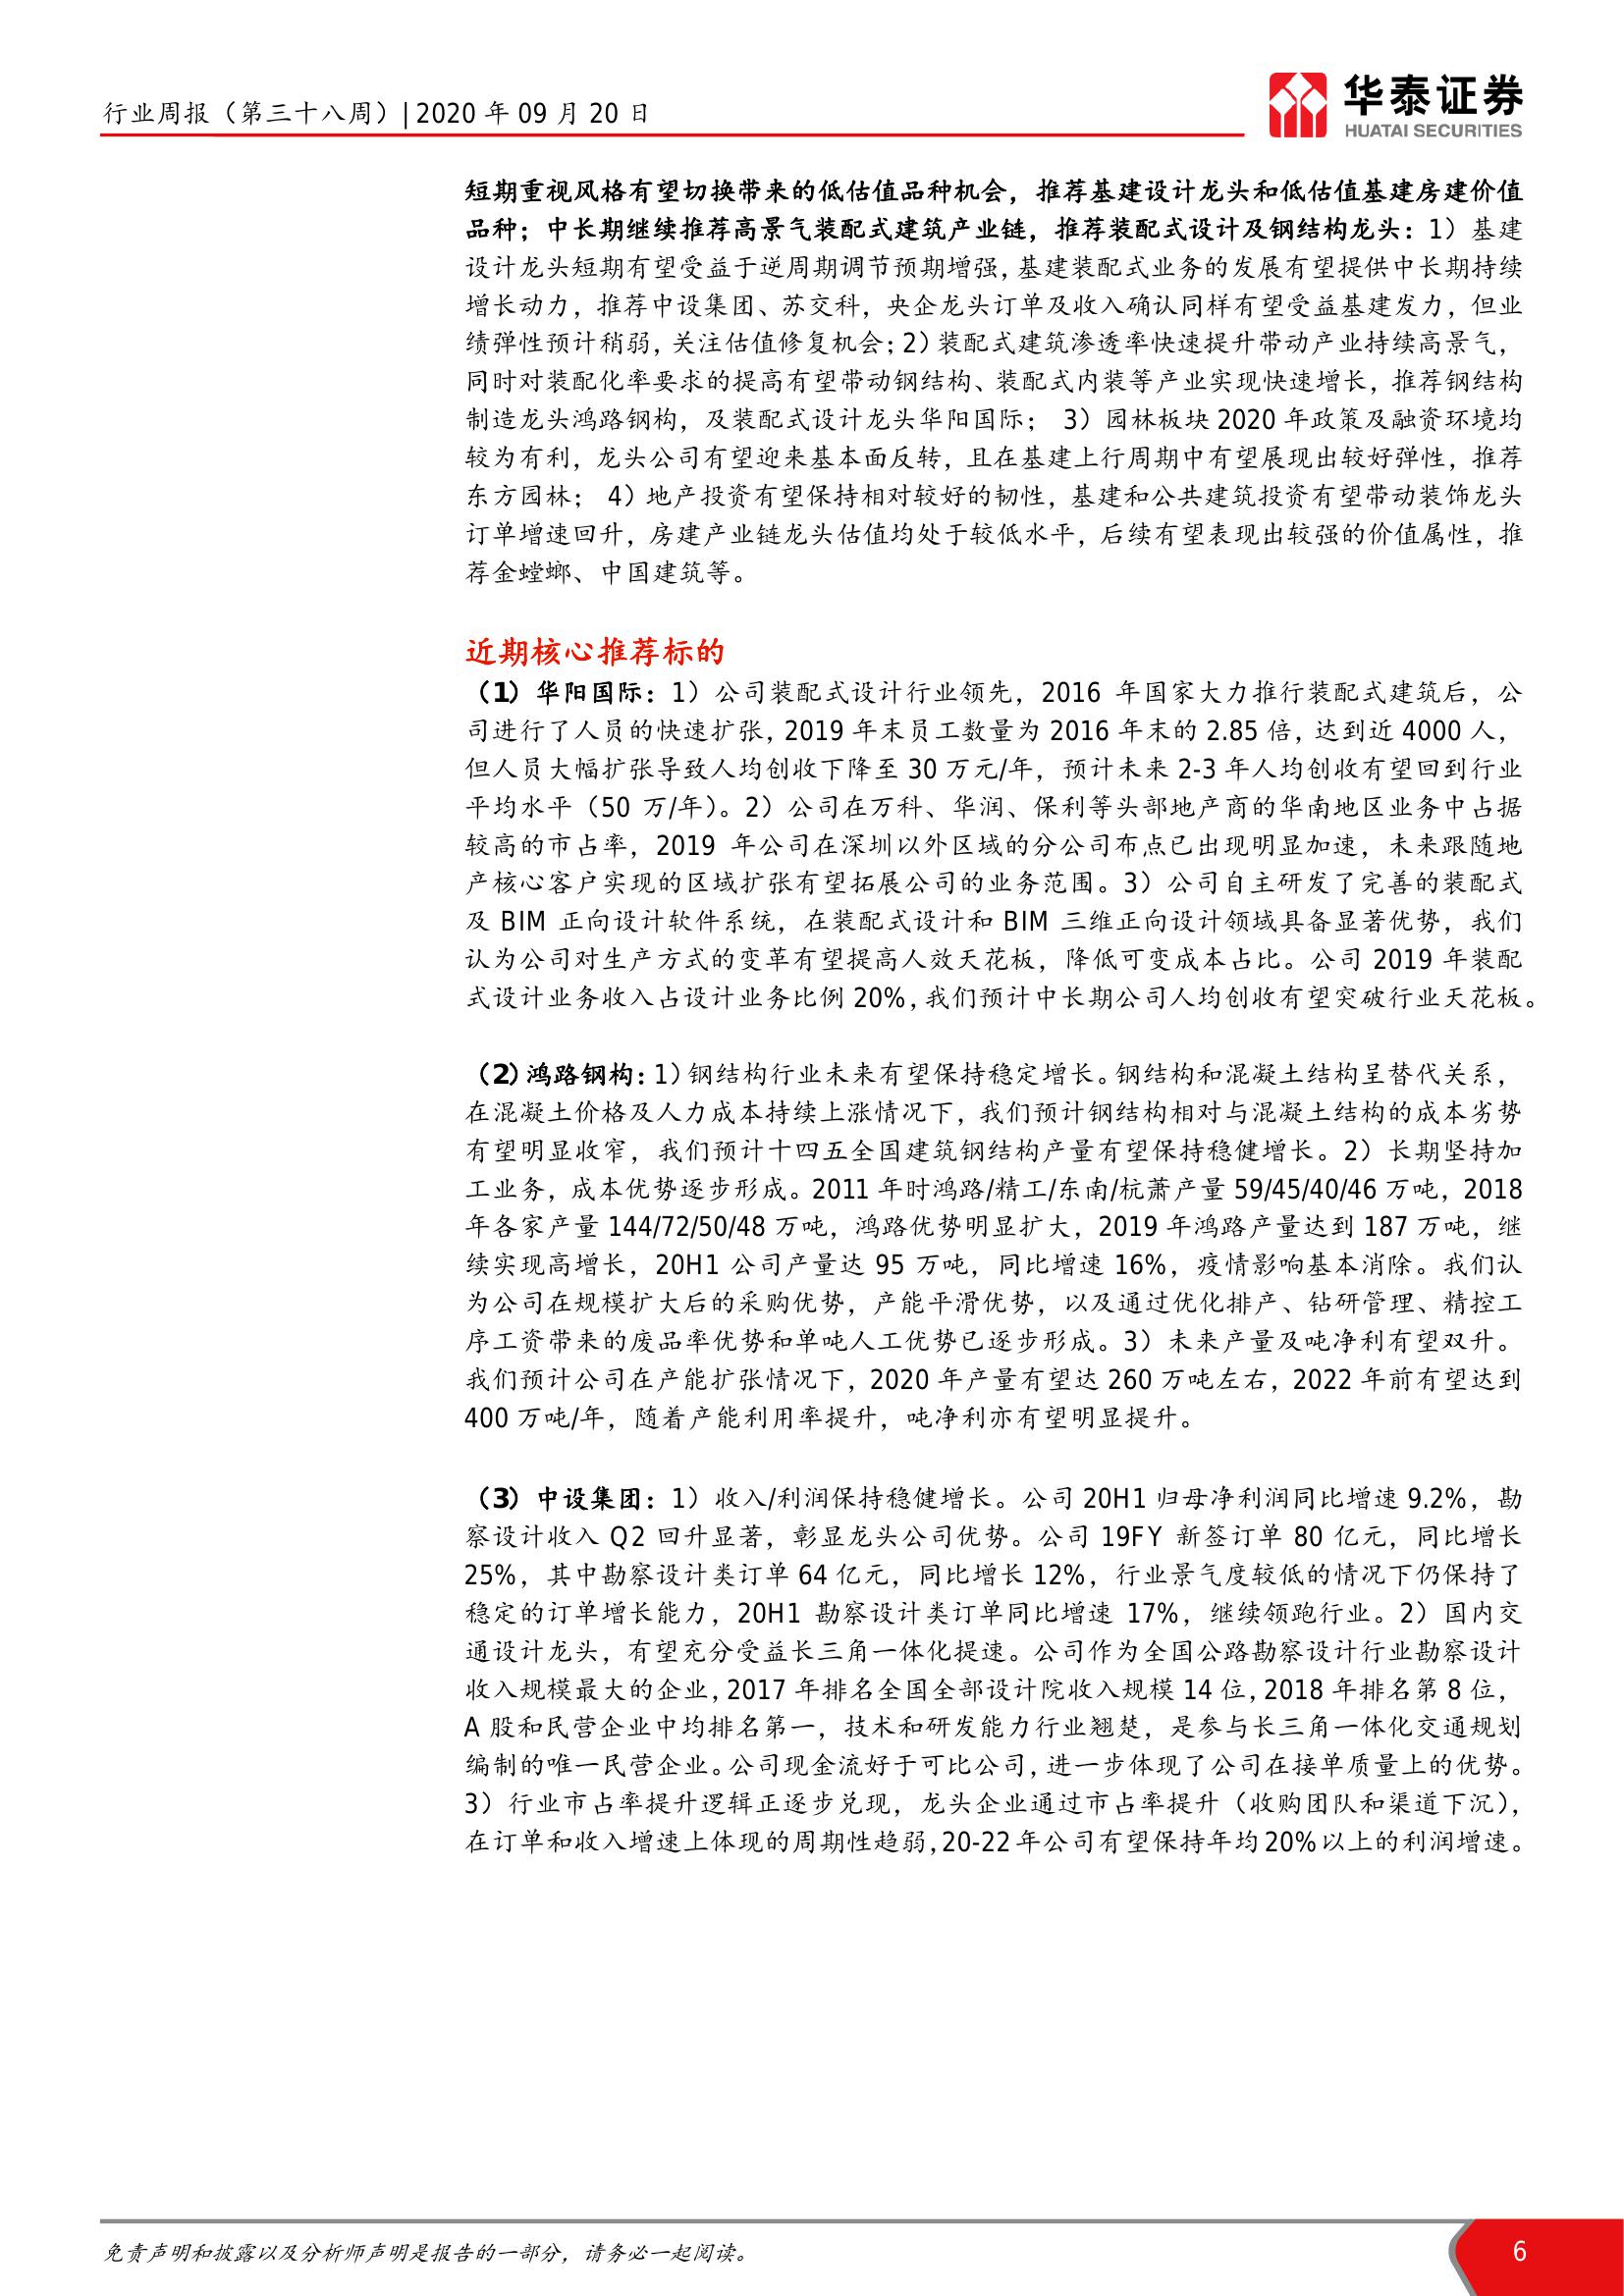 行业周报（第三十八周）| 2020 年 09 月 20 日
华泰证券
HUATAI SECURITIES
短期重视风格有望切换带来的低估值品种机会，推荐基建设计龙头和低估值基建房建价值
品种；中长期继续推荐高景气装配式建筑产业链，推荐装配式设计及钢结构龙头：1）基建
设计龙头短期有望受益于逆周期调节预期增强，基建装配式业务的发展有望提供中长期持续
增长动力，推荐中设集团、苏交科，央企龙头订单及收入确认同样有望受益基建发力，但业
绩弹性预计稍弱，关注估值修复机会；2）装配式建筑渗透率快速提升带动产业持续高景气，
同时对装配化率要求的提高有望带动钢结构、装配式内装等产业实现快速增长，推荐钢结构
制造龙头鸿路钢构，及装配式设计龙头华阳国际； 3）园林板块 2020 年政策及融资环境均
较为有利，龙头公司有望迎来基本面反转，且在基建上行周期中有望展现出较好弹性，推荐
东方园林； 4）地产投资有望保持相对较好的韧性，基建和公共建筑投资有望带动装饰龙头
订单增速回升，房建产业链龙头估值均处于较低水平，后续有望表现出较强的价值属性，推
荐金螳螂、中国建筑等。
近期核心推荐标的
（1）华阳国际：1）公司装配式设计行业领先，2016 年国家大力推行装配式建筑后，公
司进行了人员的快速扩张，2019 年末员工数量为 2016 年末的 2.85 倍，达到近 4000 人，
但人员大幅扩张导致人均创收下降至 30 万元/年，预计未来 2-3 年人均创收有望回到行业
平均水平（50 万/年）。2）公司在万科、华润、保利等头部地产商的华南地区业务中占据
较高的市占率，2019 年公司在深圳以外区域的分公司布点已出现明显加速，未来跟随地
产核心客户实现的区域扩张有望拓展公司的业务范围。3）公司自主研发了完善的装配式
及 BIM 正向设计软件系统，在装配式设计和 BIM 三维正向设计领域具备显著优势，我们
认为公司对生产方式的变革有望提高人效天花板，降低可变成本占比。公司 2019 年装配
式设计业务收入占设计业务比例 20%，我们预计中长期公司人均创收有望突破行业天花板。
（2）鸿路钢构：1）钢结构行业未来有望保持稳定增长。钢结构和混凝土结构呈替代关系，
在混凝土价格及人力成本持续上涨情况下，我们预计钢结构相对与混凝土结构的成本劣势
有望明显收窄，我们预计十四五全国建筑钢结构产量有望保持稳健增长。2）长期坚持加
工业务，成本优势逐步形成。2011 年时鸿路/精工/东南/杭萧产量 59/45/40/46 万吨，2018
年各家产量 144/72/50/48 万吨，鸿路优势明显扩大，2019 年鸿路产量达到 187 万吨，继
续实现高增长，20H1 公司产量达 95 万吨，同比增速 16%，疫情影响基本消除。我们认
为公司在规模扩大后的采购优势，产能平滑优势，以及通过优化排产、钻研管理、精控工
序工资带来的废品率优势和单吨人工优势已逐步形成。3）未来产量及吨净利有望双升。
我们预计公司在产能扩张情况下，2020 年产量有望达 260 万吨左右，2022 年前有望达到
400 万吨/年，随着产能利用率提升，吨净利亦有望明显提升。
（3）中设集团：1）收入/利润保持稳健增长。公司 20H1 归母净利润同比增速 9.2%，勘
察设计收入 Q2 回升显著，彰显龙头公司优势。公司 19FY 新签订单 80 亿元，同比增长
25%，其中勘察设计类订单 64 亿元，同比增长 12%，行业景气度较低的情况下仍保持了
稳定的订单增长能力，20H1 勘察设计类订单同比增速 17%，继续领跑行业。2）国内交
通设计龙头，有望充分受益长三角一体化提速。公司作为全国公路勘察设计行业勘察设计
收入规模最大的企业，2017 年排名全国全部设计院收入规模 14 位，2018 年排名第 8 位，
A 股和民营企业中均排名第一，技术和研发能力行业翘楚，是参与长三角一体化交通规划
编制的唯一民营企业。公司现金流好于可比公司，进一步体现了公司在接单质量上的优势。
3）行业市占率提升逻辑正逐步兑现，龙头企业通过市占率提升（收购团队和渠道下沉），
在订单和收入增速上体现的周期性趋弱，20-22 年公司有望保持年均 20%以上的利润增速。
免责声明和披露以及分析师声明是报告的一部分，请务必一起阅读。
6